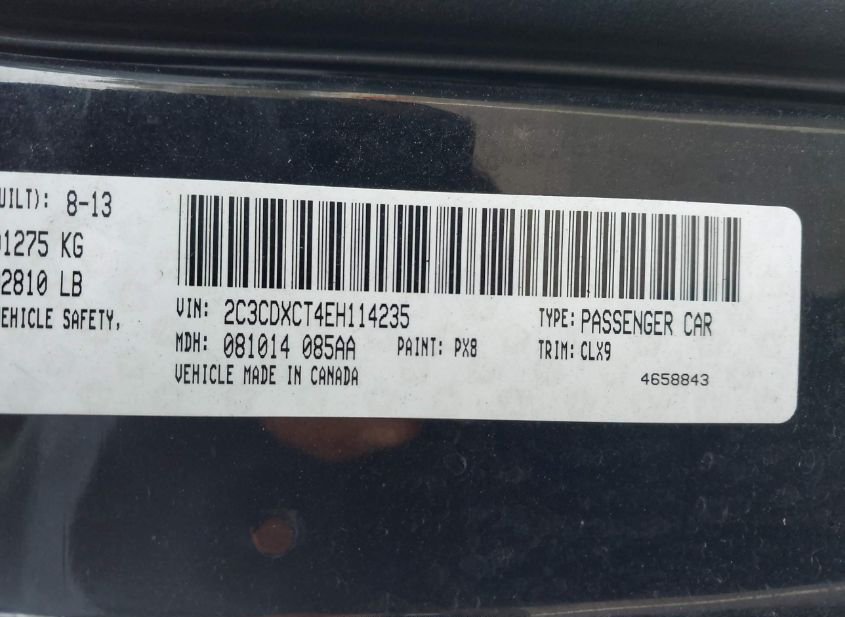 UILT): 8-13
1275 KG
2810 LB
EHICLE SAFETY,
VIN: 2C3CDXCT4EH114235
TYPE: PASSENGER CAR
MDH: 081014 085AA
PAINT: PX8
TRIM: CLX9
VEHICLE MADE IN CANADA
4658843